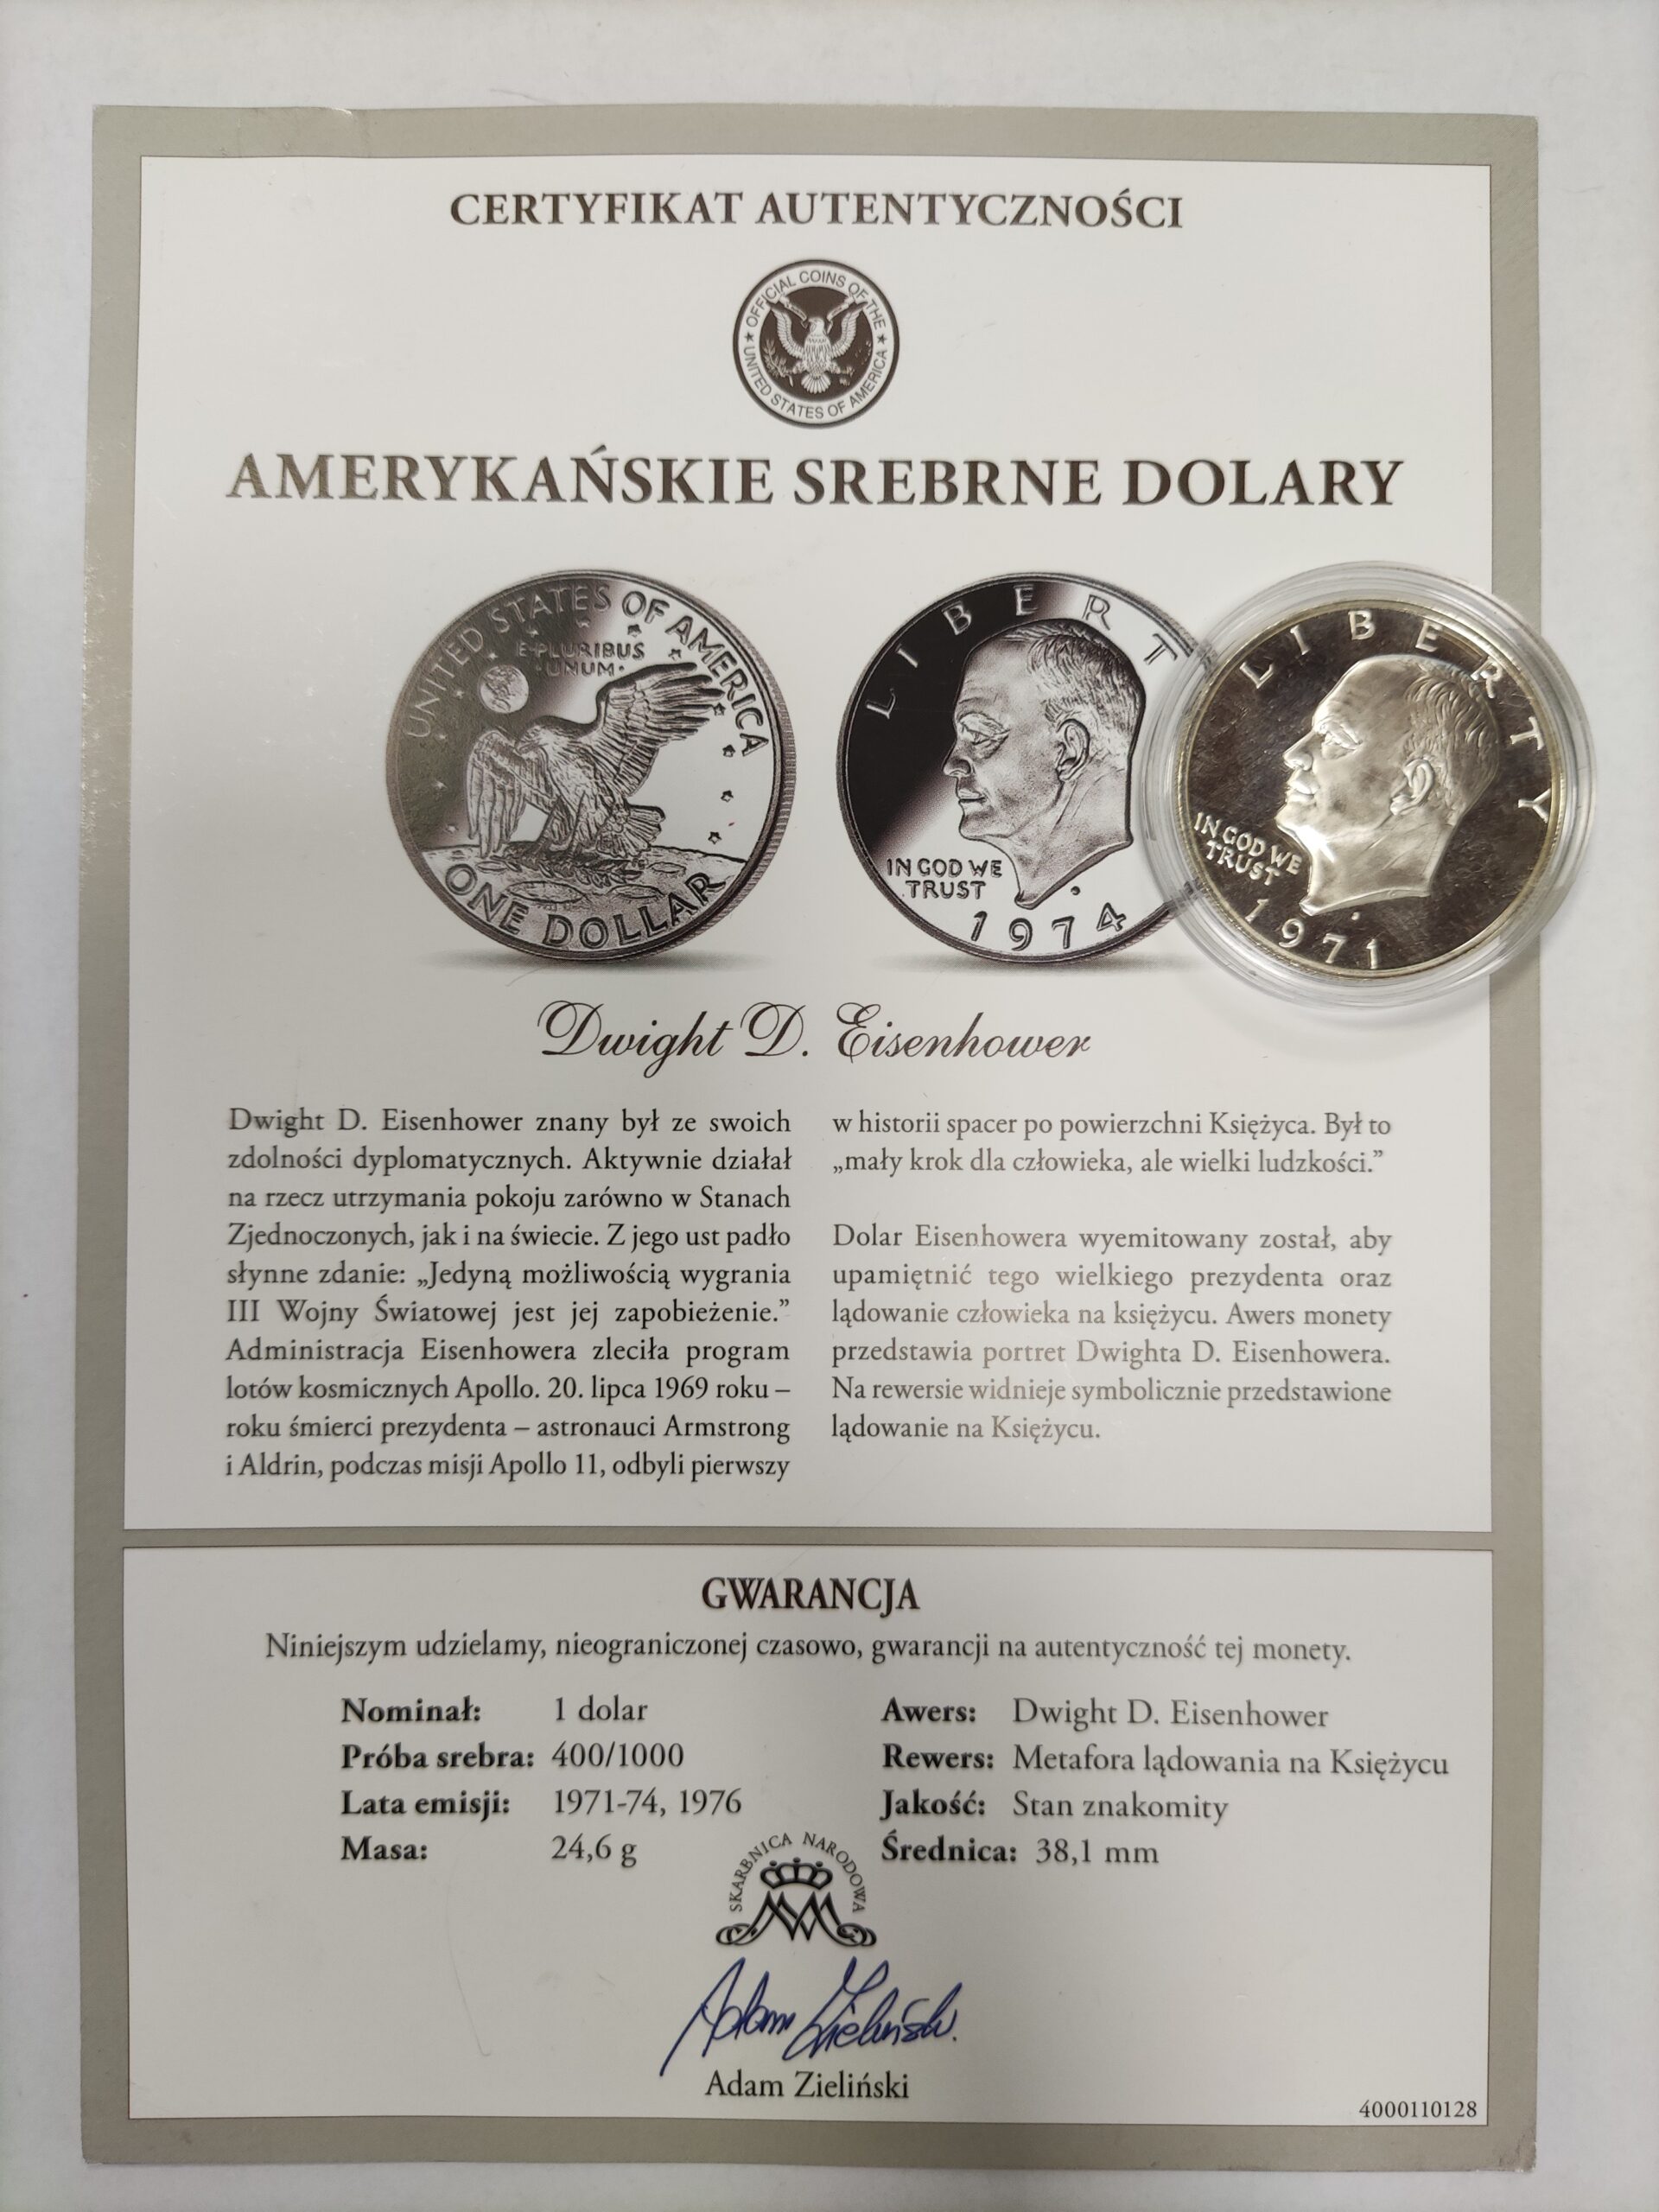 CERTYFIKAT AUTENTYCZNOŚCI
OFFICIAL COINS OF THE
★ UNITED STATES OF AMERICA ★
AMERYKAŃSKIE SREBRNE DOLARY
UNITED STATES OF AMERICA
E·PLURIBUS
·UNUM·
ONE DOLLAR
LIBERT
IN GOD WE
TRUST
1974
LIBERTY
IN GOD WE
TRUST
1971
Dwight D. Eisenhower
Dwight D. Eisenhower znany był ze swoich
zdolności dyplomatycznych. Aktywnie działał
na rzecz utrzymania pokoju zarówno w Stanach
Zjednoczonych, jak i na świecie. Z jego ust padło
słynne zdanie: „Jedyną możliwością wygrania
III Wojny Światowej jest jej zapobieżenie.”
Administracja Eisenhowera zleciła program
lotów kosmicznych Apollo. 20. lipca 1969 roku –
roku śmierci prezydenta – astronauci Armstrong
i Aldrin, podczas misji Apollo 11, odbyli pierwszy
w historii spacer po powierzchni Księżyca. Był to
„mały krok dla człowieka, ale wielki ludzkości.”
Dolar Eisenhowera wyemitowany został, aby
upamiętnić tego wielkiego prezydenta oraz
lądowanie człowieka na księżycu. Awers monety
przedstawia portret Dwighta D. Eisenhowera.
Na rewersie widnieje symbolicznie przedstawione
lądowanie na Księżycu.
GWARANCJA
Niniejszym udzielamy, nieograniczonej czasowo, gwarancji na autentyczność tej monety.
Nominał: 1 dolar
Próba srebra: 400/1000
Lata emisji: 1971-74, 1976
Masa: 24,6 g
Awers: Dwight D. Eisenhower
Rewers: Metafora lądowania na Księżycu
Jakość: Stan znakomity
Średnica: 38,1 mm
SKARBNICA NARODOWA
Adam Zieliński
Adam Zieliński
4000110128